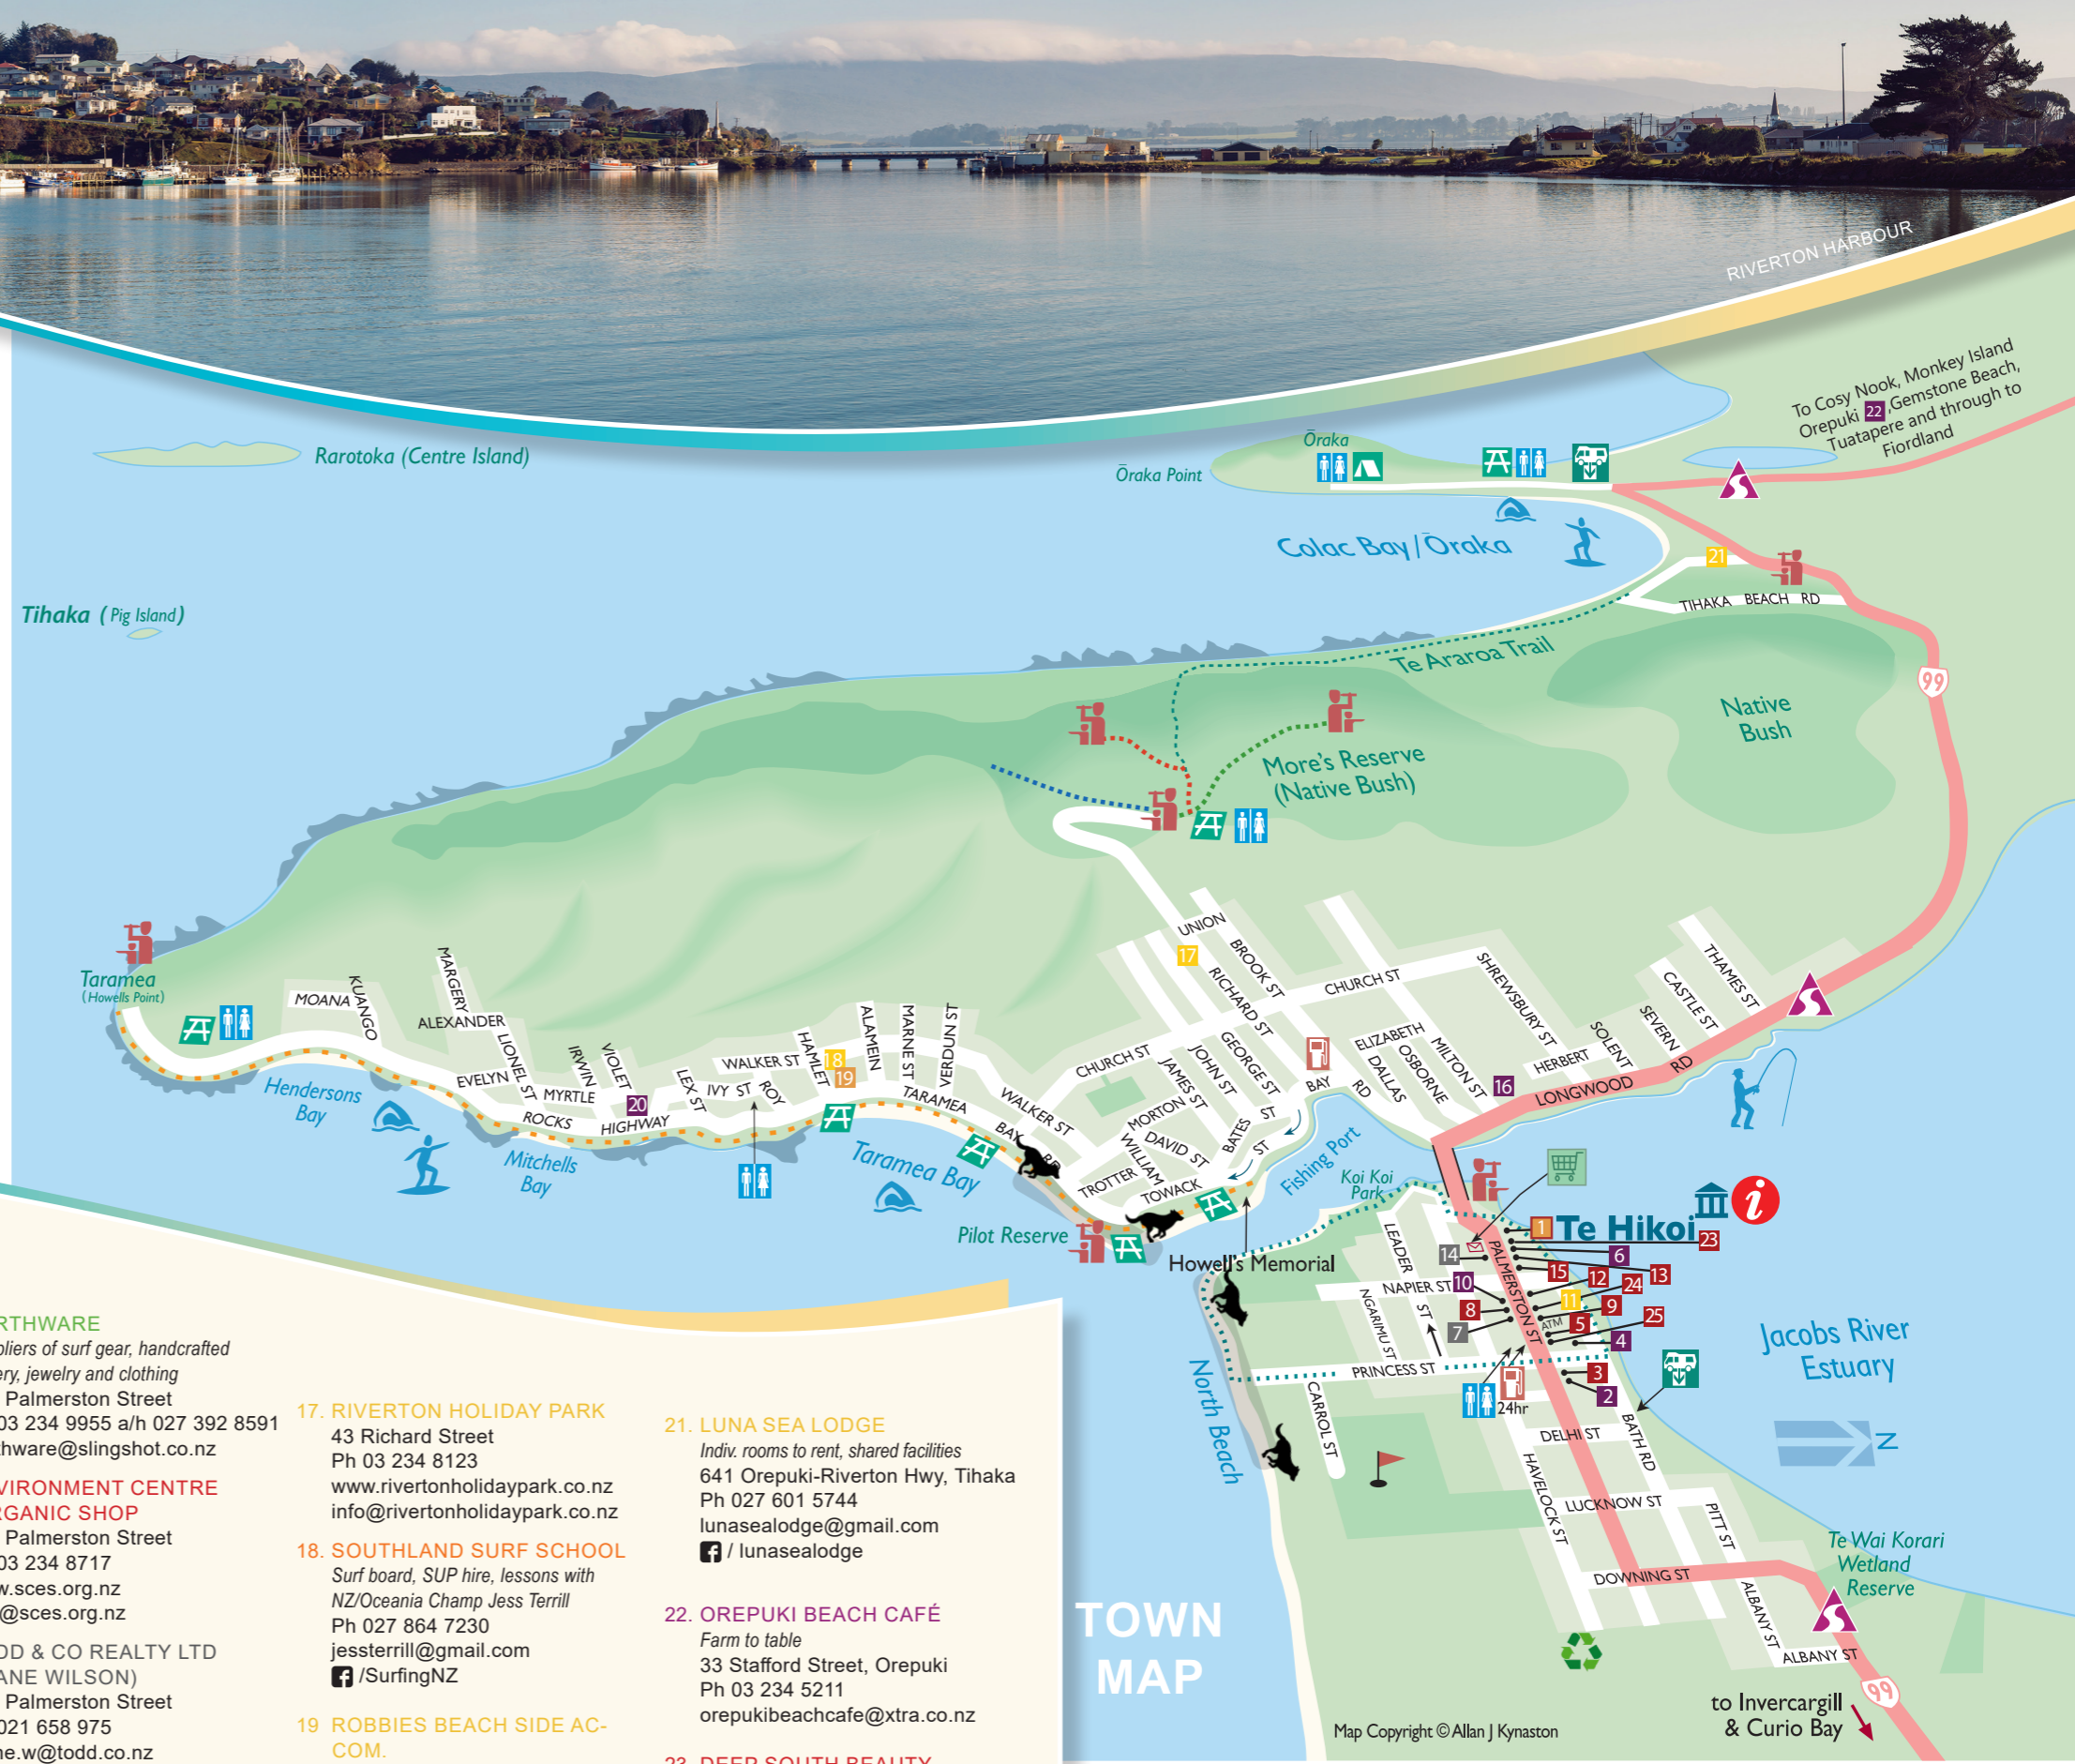 RIVERTON HARBOUR
To Cosy Nook, Monkey Island
Orepuki 22, Gemstone Beach,
Tuatapere and through to
Fiordland
Rarotoka (Centre Island)
Ōraka
Ōraka Point
Colac Bay/Ōraka
21
TIHAKA BEACH RD
Tihaka (Pig Island)
Te Araroa Trail
99
Native
Bush
More's Reserve
(Native Bush)
UNION
17
BROOK ST
RICHARD ST
CHURCH ST
SHREWSBURY ST
THAMES ST
CASTLE ST
SEVERN
SOLENT
HERBERT
LONGWOOD RD
16
MILTON ST
ELIZABETH
OSBORNE
DALLAS
BAY RD
GEORGE ST
JOHN ST
JAMES ST
CHURCH ST
MORTON
DAVID ST
WILLIAM
BATES ST
ST
TROTTER
TOWACK
WALKER ST
Taramea
(Howells Point)
MOANA
KUANGO
MARGERY
ALEXANDER
LIONEL ST
EVELYN
IRWIN
VIOLET
MYRTLE
20
ROCKS
HIGHWAY
LEX ST
IVY ST
ROY
WALKER ST
HAMLET
18
19
ALAMEIN
MARNE ST
VERDUN ST
TARAMEA
BAY
RD
Hendersons
Bay
Mitchells
Bay
Taramea Bay
Pilot Reserve
Fishing Port
Koi Koi
Park
Howell's Memorial
Te Hikoi
i
1
23
6
13
15
12
24
11
9
25
5
4
3
2
14
10
8
7
ATM
24hr
LEADER
ST
NAPIER ST
NGARIMU ST
PALMERSTON ST
PRINCESS ST
CARROL ST
North Beach
Jacobs River
Estuary
N
BATH RD
DELHI ST
HAVELOCK ST
LUCKNOW ST
PITT ST
DOWNING ST
ALBANY ST
ALBANY ST
Te Wai Korari
Wetland
Reserve
99
to Invercargill
& Curio Bay
Map Copyright © Allan J Kynaston
TOWN
MAP
RTHWARE
pliers of surf gear, handcrafted
ery, jewelry and clothing
Palmerston Street
03 234 9955 a/h 027 392 8591
hware@slingshot.co.nz
VIRONMENT CENTRE
RGANIC SHOP
Palmerston Street
03 234 8717
w.sces.org.nz
@sces.org.nz
DD & CO REALTY LTD
ANE WILSON)
Palmerston Street
021 658 975
ne.w@todd.co.nz
17. RIVERTON HOLIDAY PARK
43 Richard Street
Ph 03 234 8123
www.rivertonholidaypark.co.nz
info@rivertonholidaypark.co.nz
18. SOUTHLAND SURF SCHOOL
Surf board, SUP hire, lessons with
NZ/Oceania Champ Jess Terrill
Ph 027 864 7230
jessterrill@gmail.com
/SurfingNZ
19 ROBBIES BEACH SIDE AC-
COM.
21. LUNA SEA LODGE
Indiv. rooms to rent, shared facilities
641 Orepuki-Riverton Hwy, Tihaka
Ph 027 601 5744
lunasealodge@gmail.com
/ lunasealodge
22. OREPUKI BEACH CAFÉ
Farm to table
33 Stafford Street, Orepuki
Ph 03 234 5211
orepukibeachcafe@xtra.co.nz
23. DEEP SOUTH BEAUTY